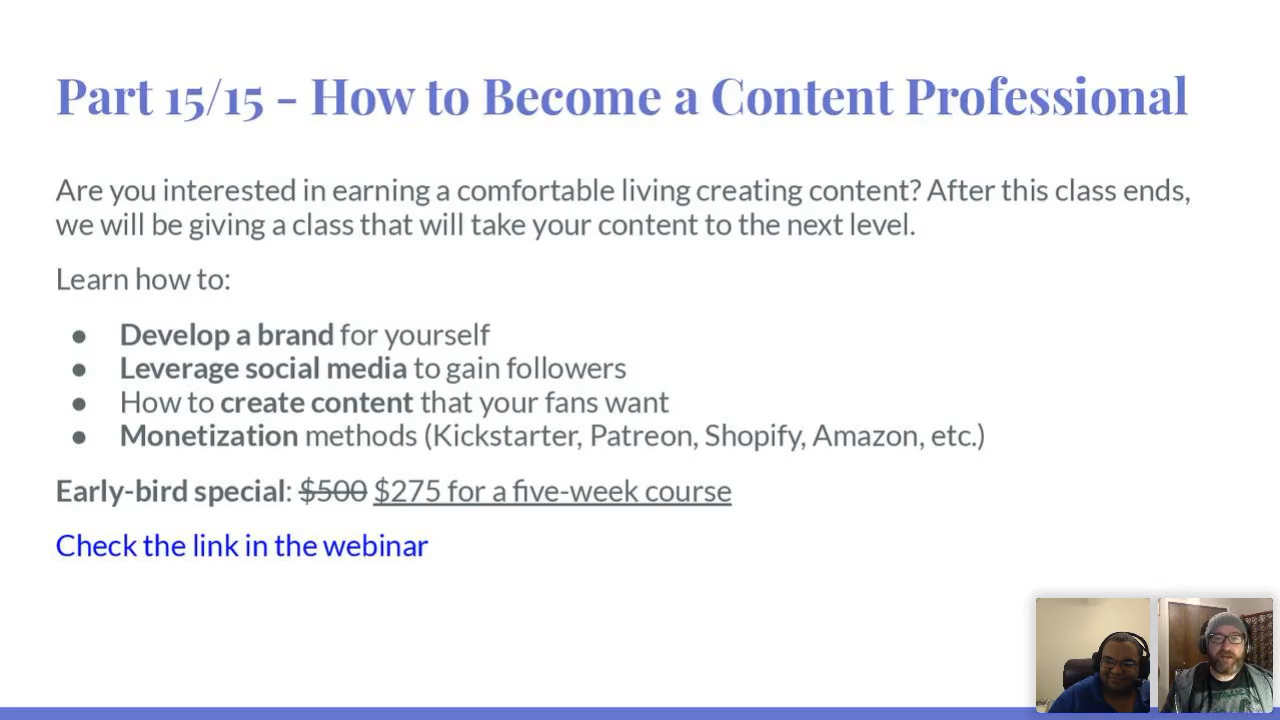 Part 15/15 - How to Become a Content Professional
Are you interested in earning a comfortable living creating content? After this class ends,
we will be giving a class that will take your content to the next level.
Learn how to:
● Develop a brand for yourself
● Leverage social media to gain followers
● How to create content that your fans want
● Monetization methods (Kickstarter, Patreon, Shopify, Amazon, etc.)
Early-bird special: $500 $275 for a five-week course
Check the link in the webinar